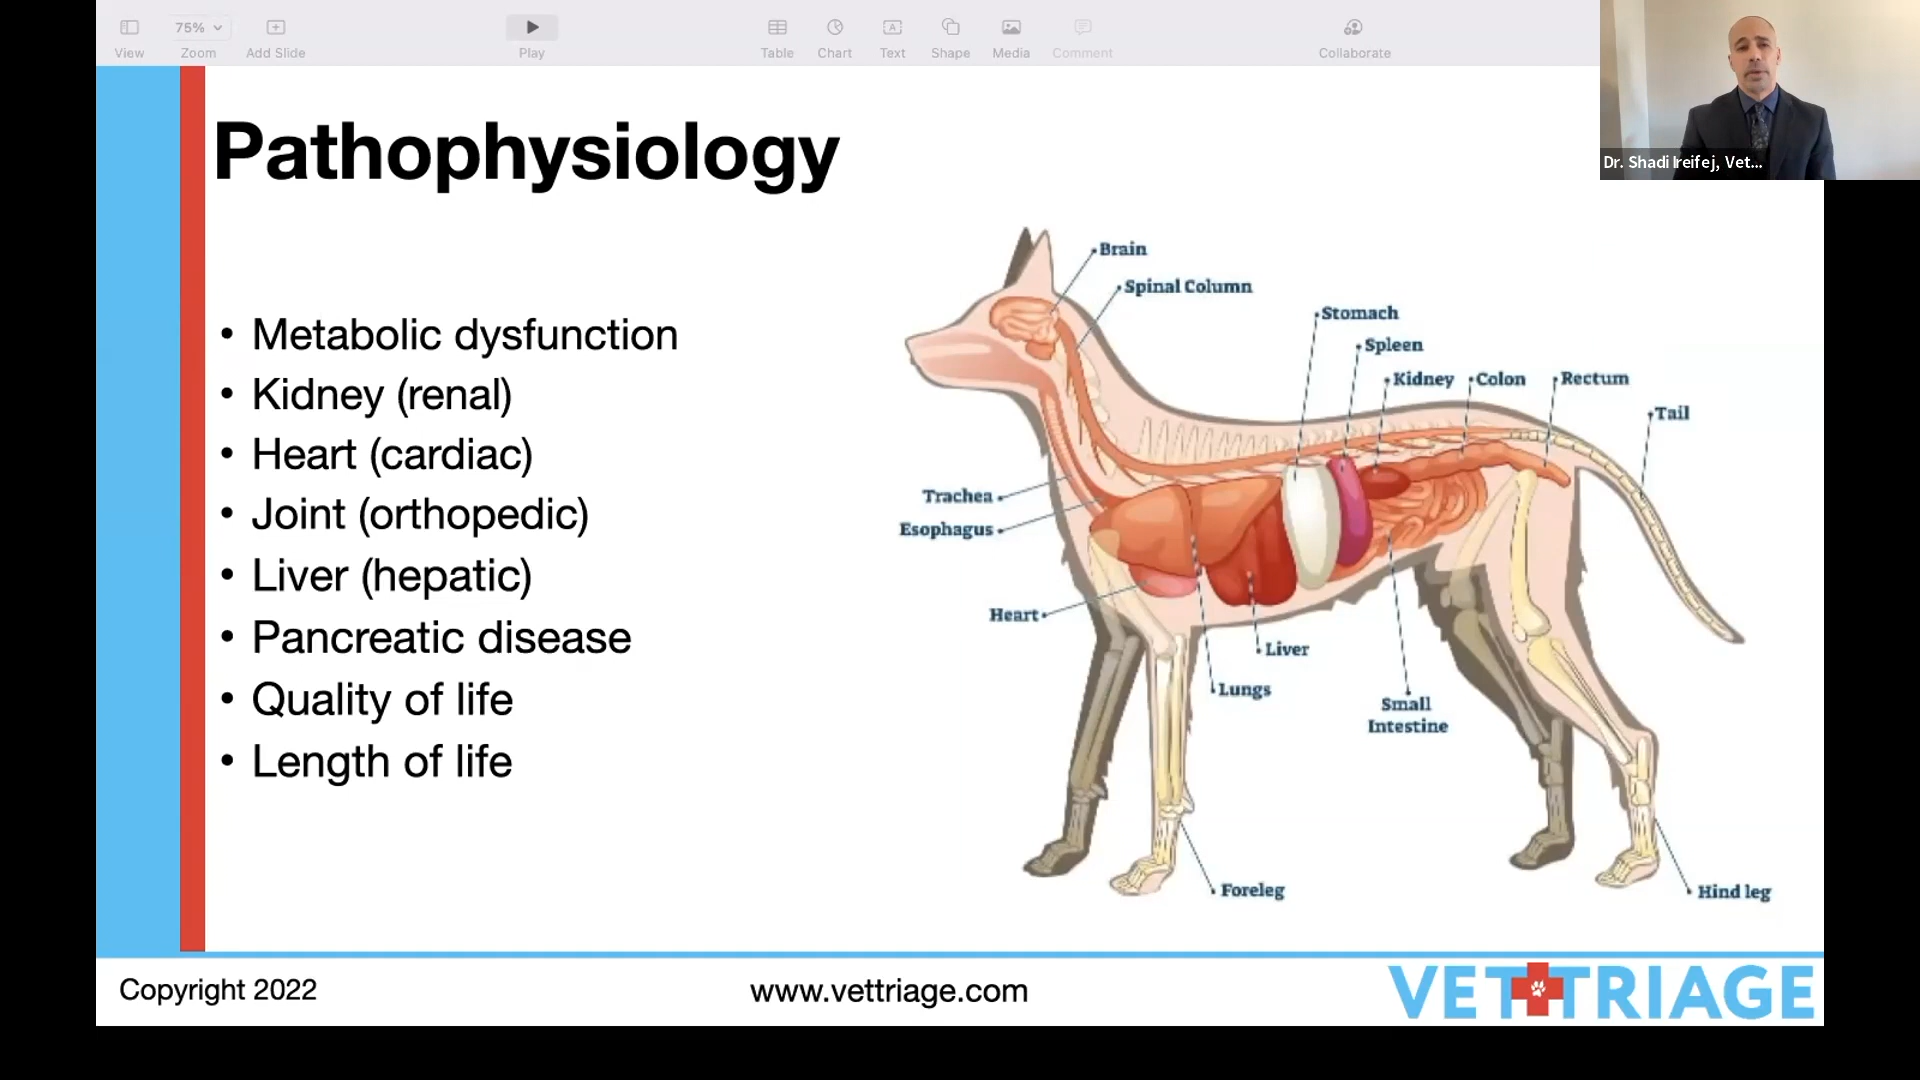 75%
View
Zoom
Add Slide
Play
Table
Chart
Text
Shape
Media
Comment
Collaborate
Dr. Shadi Ireifej, Vet...
Pathophysiology
• Metabolic dysfunction
• Kidney (renal)
• Heart (cardiac)
• Joint (orthopedic)
• Liver (hepatic)
• Pancreatic disease
• Quality of life
• Length of life
Brain
Spinal Column
Stomach
Spleen
Kidney
Colon
Rectum
Tail
Trachea
Esophagus
Heart
Liver
Lungs
Small
Intestine
Foreleg
Hind leg
Copyright 2022
www.vettriage.com
VETTRIAGE